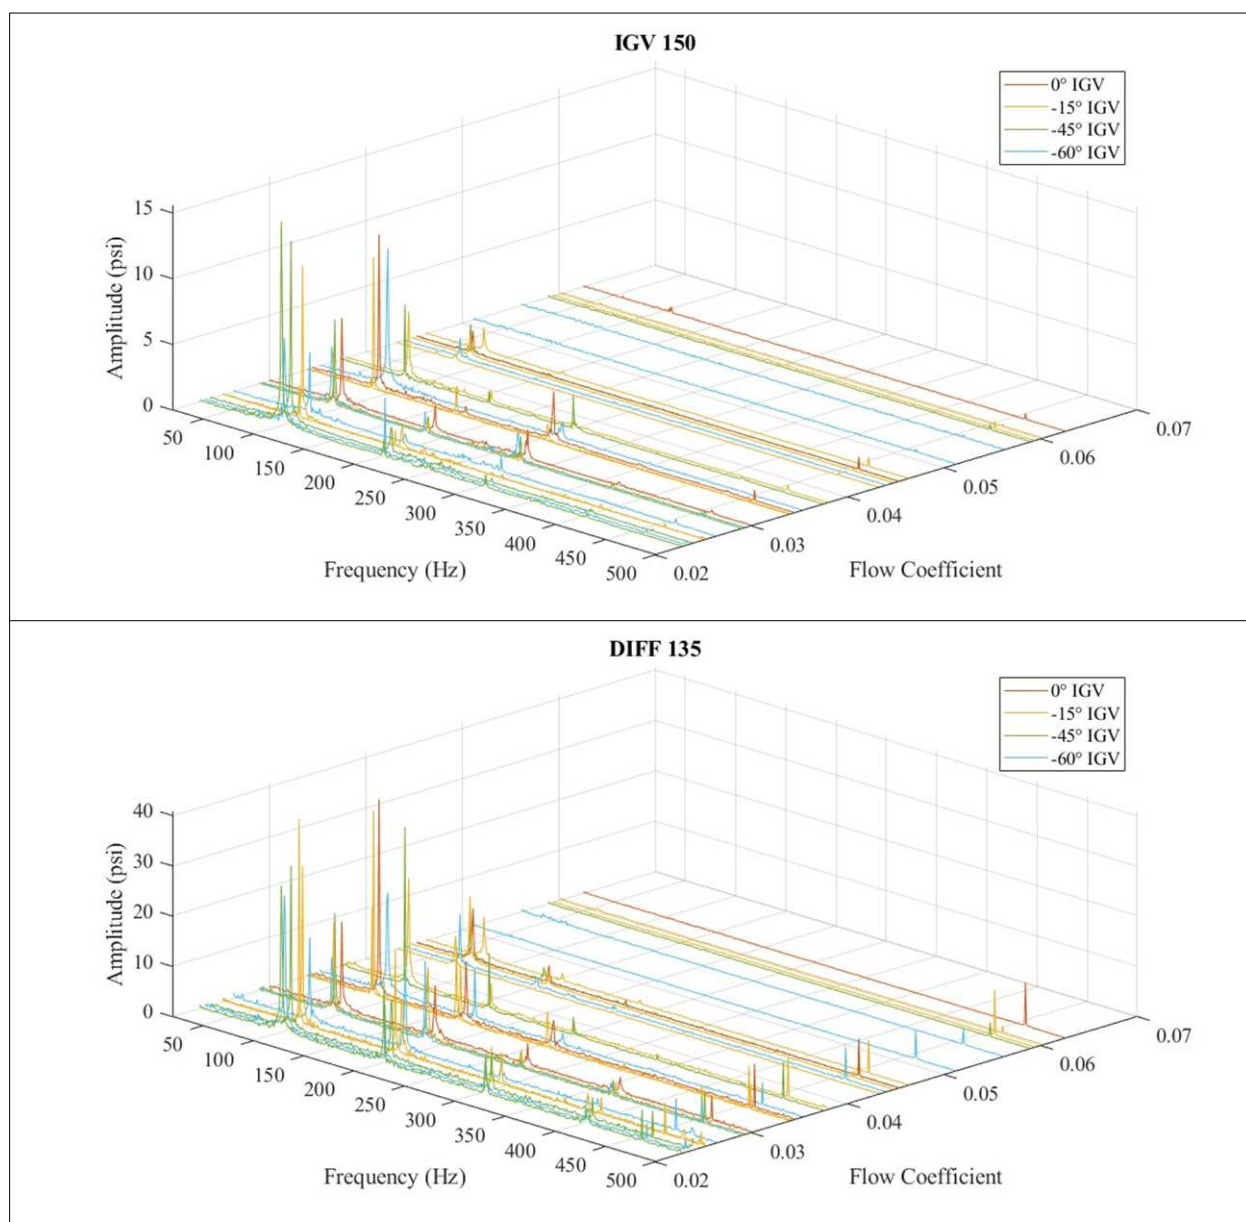 IGV 150
0° IGV
-15° IGV
-45° IGV
-60° IGV
15
10
5
0
Amplitude (psi)
50
100
150
200
250
300
350
400
450
500
Frequency (Hz)
0.02
0.03
0.04
0.05
0.06
0.07
Flow Coefficient
DIFF 135
0° IGV
-15° IGV
-45° IGV
-60° IGV
40
30
20
10
0
Amplitude (psi)
50
100
150
200
250
300
350
400
450
500
Frequency (Hz)
0.02
0.03
0.04
0.05
0.06
0.07
Flow Coefficient